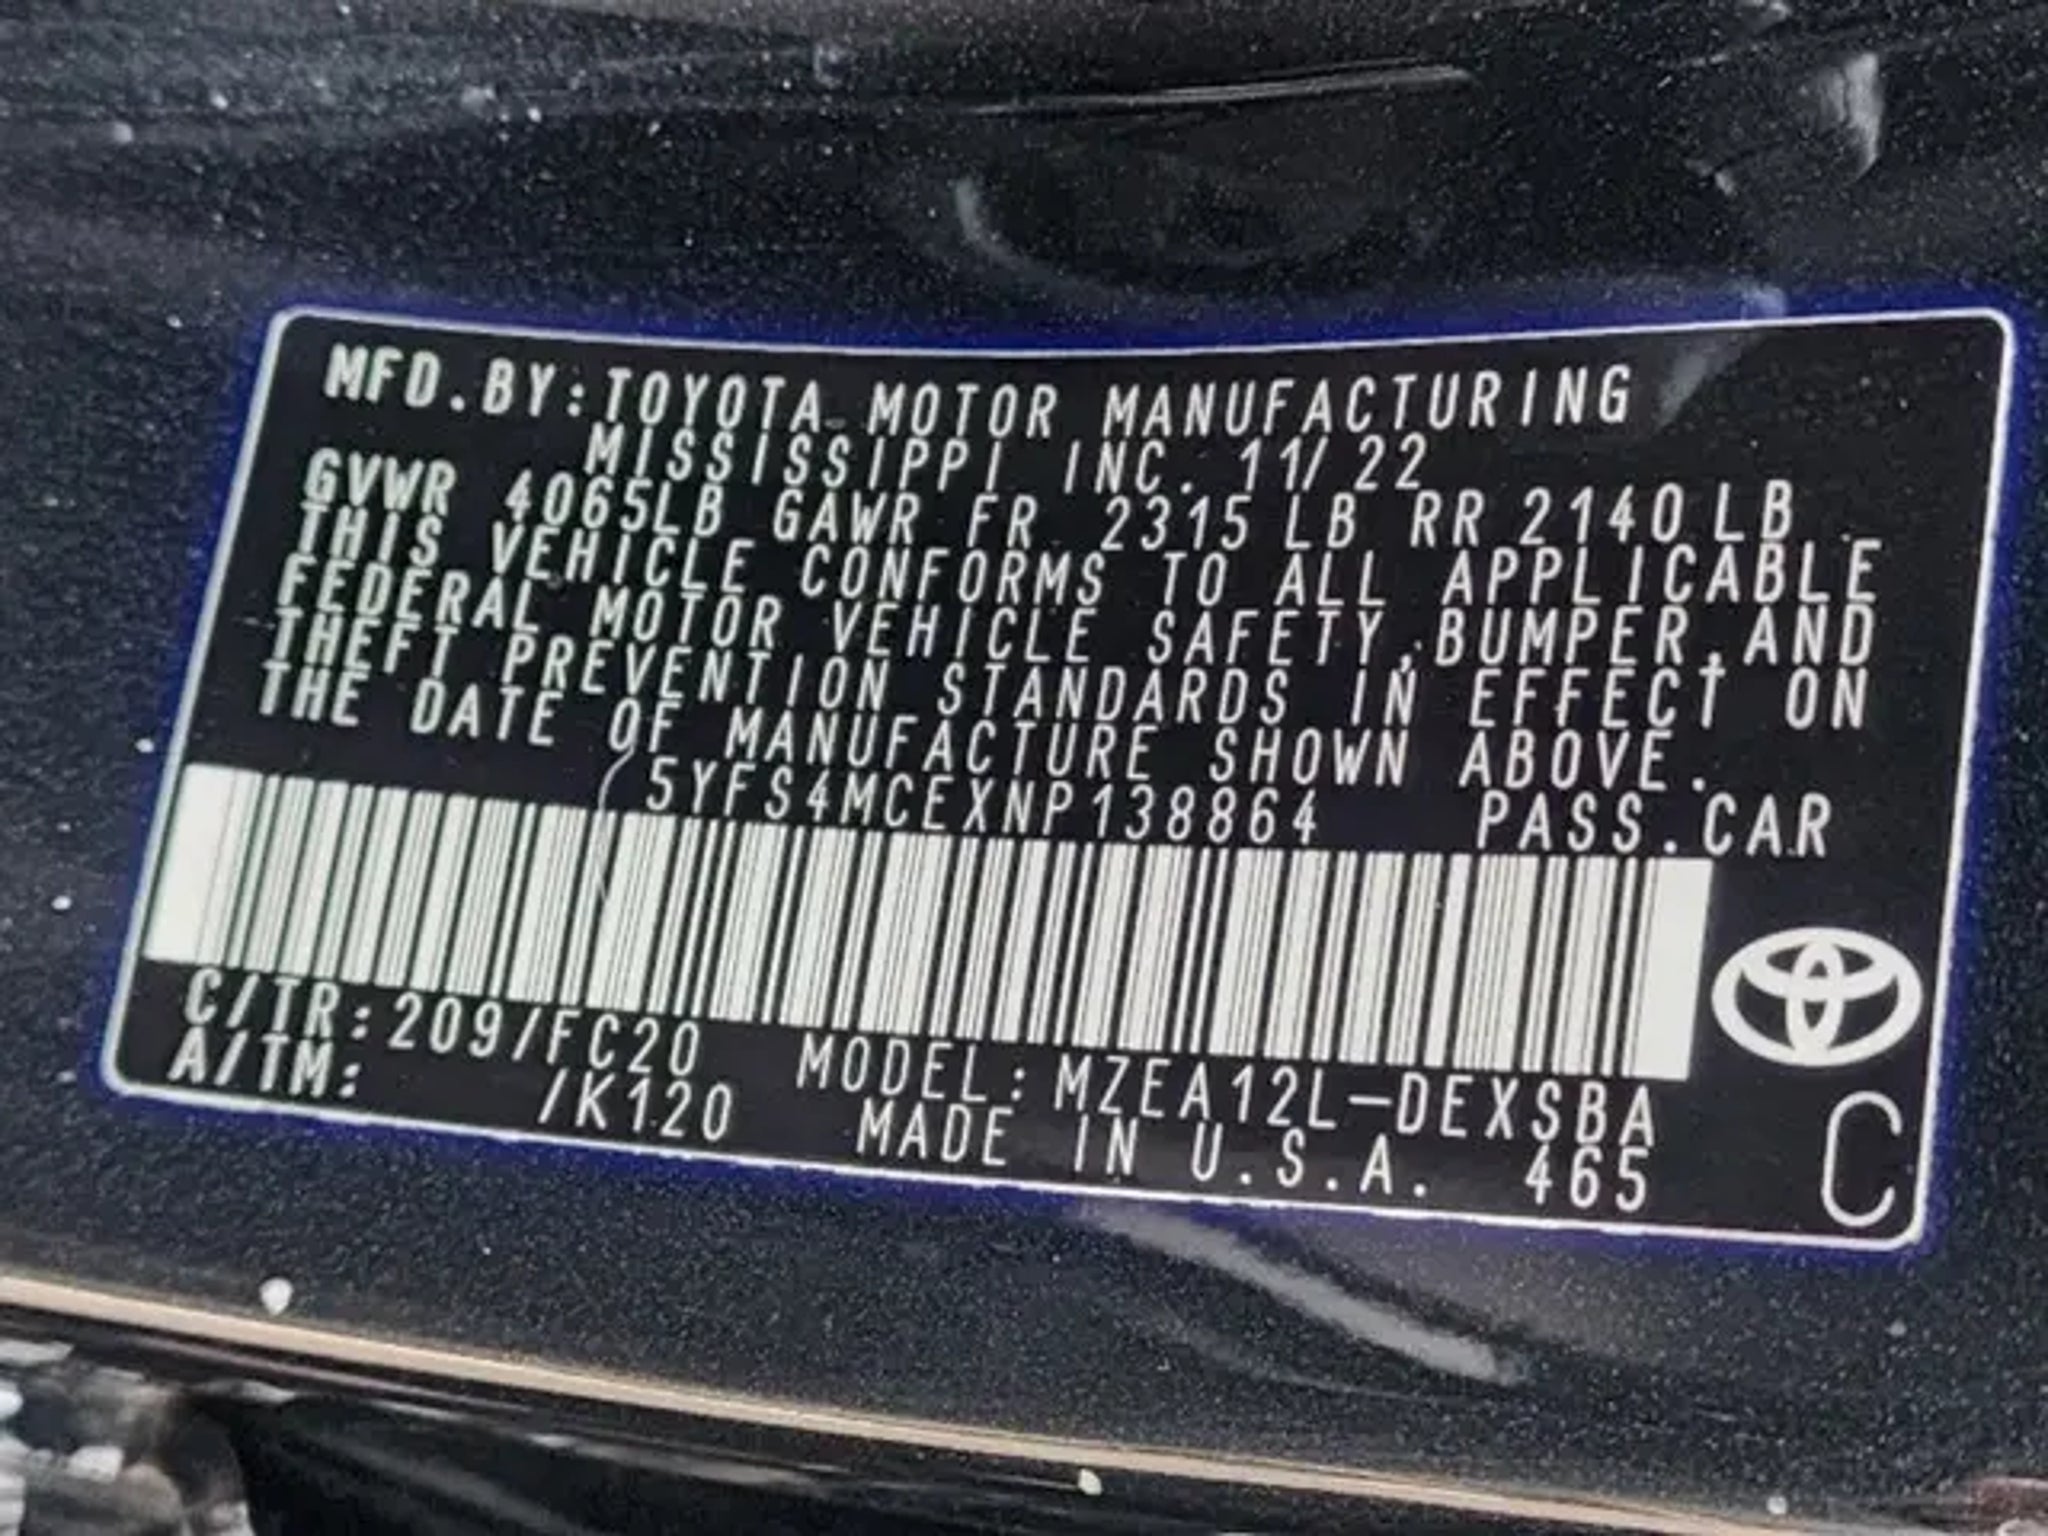 MFD.BY:TOYOTA MOTOR MANUFACTURING
MISSISSIPPI INC. 11/22
GVWR 4065LB GAWR FR 2315LB RR 2140LB
THIS VEHICLE CONFORMS TO ALL APPLICABLE
FEDERAL MOTOR VEHICLE SAFETY,BUMPER,AND
THEFT PREVENTION STANDARDS IN EFFECT ON
THE DATE OF MANUFACTURE SHOWN ABOVE.
5YFS4MCEXNP138864 PASS.CAR
C/TR:209/FC20 MODEL:MZEA12L-DEXSBA
A/TM: /K120 MADE IN U.S.A. 465
C